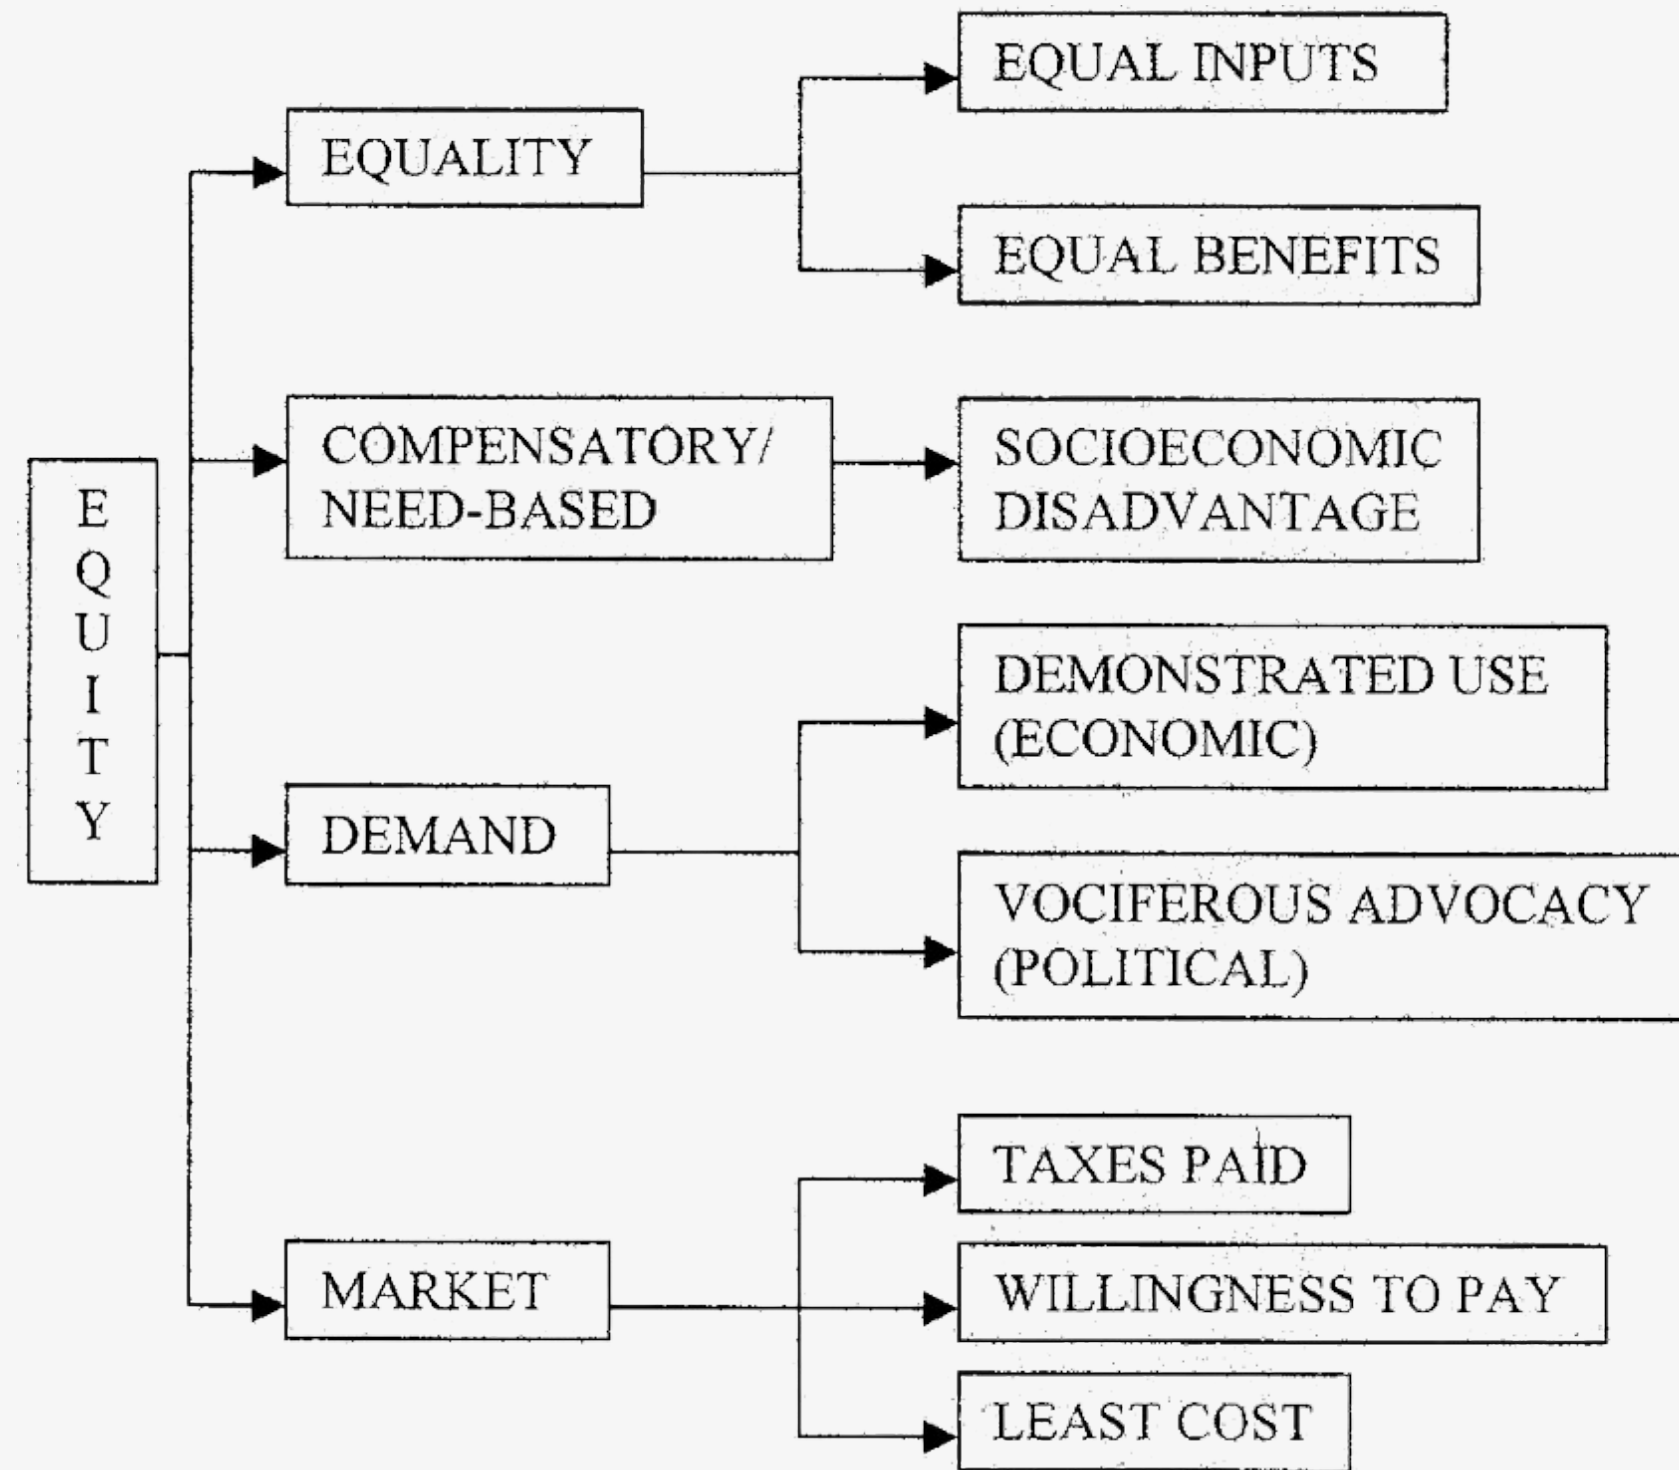 EQUITY
EQUALITY
EQUAL INPUTS
EQUAL BENEFITS
COMPENSATORY/
NEED-BASED
SOCIOECONOMIC
DISADVANTAGE
DEMAND
DEMONSTRATED USE
(ECONOMIC)
VOCIFEROUS ADVOCACY
(POLITICAL)
MARKET
TAXES PAID
WILLINGNESS TO PAY
LEAST COST